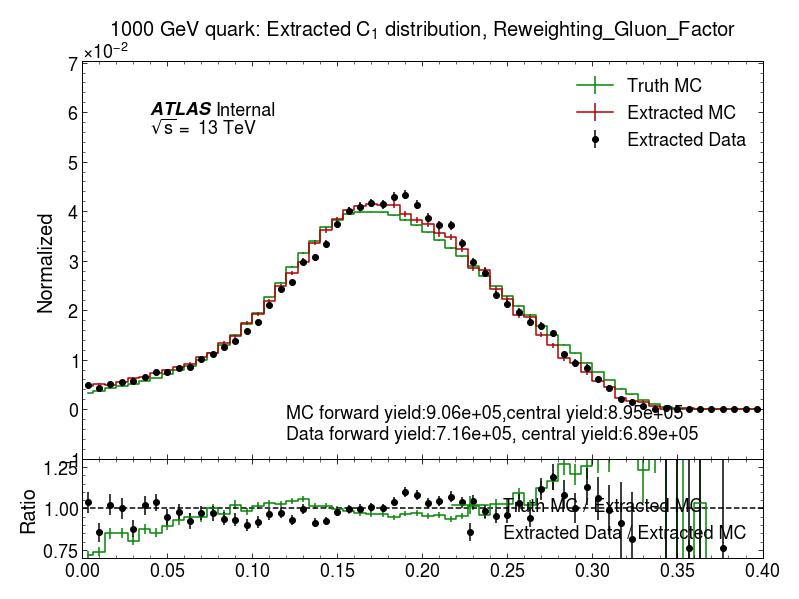 1000 GeV quark: Extracted C₁ distribution, Reweighting_Gluon_Factor
×10⁻²
7
ATLAS Internal
√s = 13 TeV
Truth MC
Extracted MC
Extracted Data
6
5
4
3
2
1
0
Normalized
MC forward yield:9.06e+05,central yield:8.95e+05
Data forward yield:7.16e+05, central yield:6.89e+05
1.25
1.00
0.75
Ratio
Truth MC / Extracted MC
Extracted Data / Extracted MC
0.00 0.05 0.10 0.15 0.20 0.25 0.30 0.35 0.40